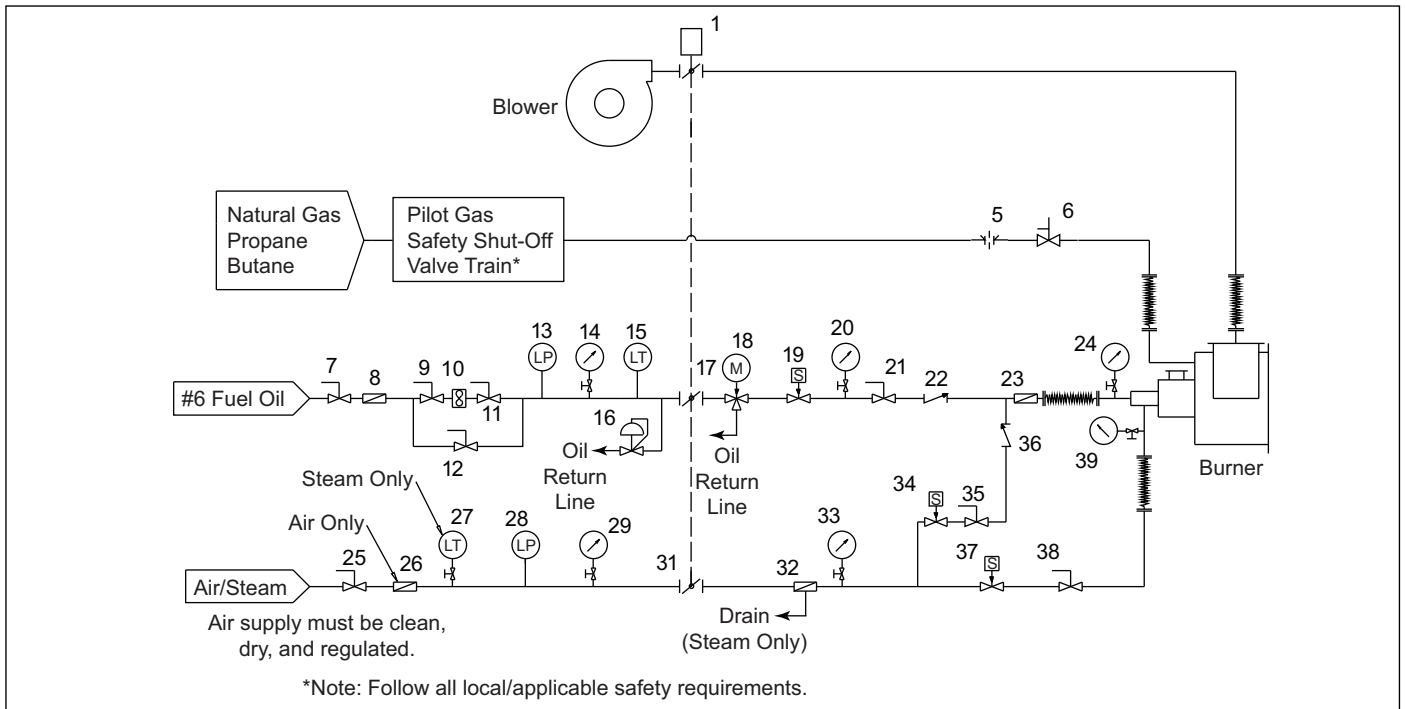 1
Blower
Natural Gas
Propane
Butane
Pilot Gas
Safety Shut-Off
Valve Train*
5
6
7
8
9
10
11
12
13
LP
14
15
LT
16
Oil
Return
Line
17
18
M
Oil
Return
Line
19
S
20
21
22
23
24
#6 Fuel Oil
36
39
Burner
Steam Only
Air Only
25
26
27
LT
28
LP
29
31
32
33
34
S
35
37
S
38
Air/Steam
Drain
(Steam Only)
Air supply must be clean,
dry, and regulated.
*Note: Follow all local/applicable safety requirements.